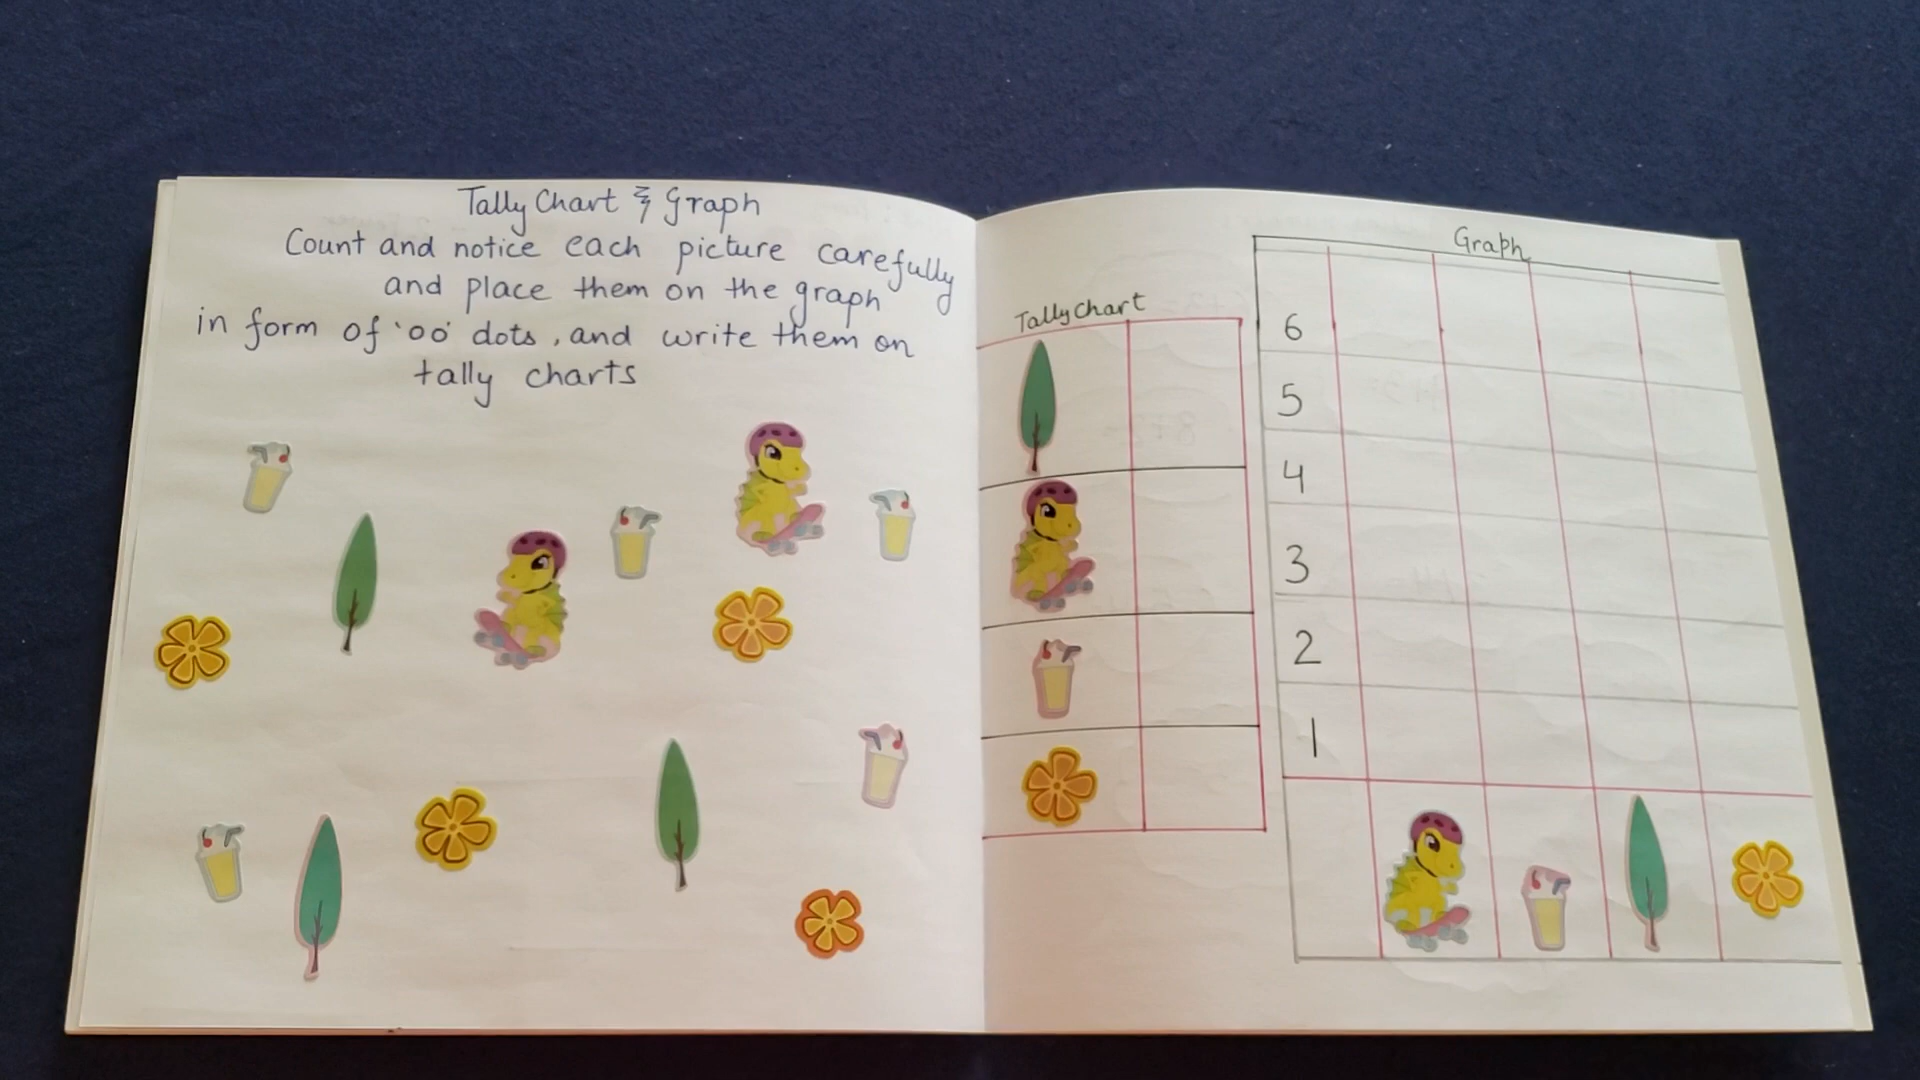 Tally Chart & Graph
Count and notice each picture carefully
and place them on the graph
in form of 'oo' dots, and write them on
tally charts
Tally Chart
Graph
6
5
4
3
2
1